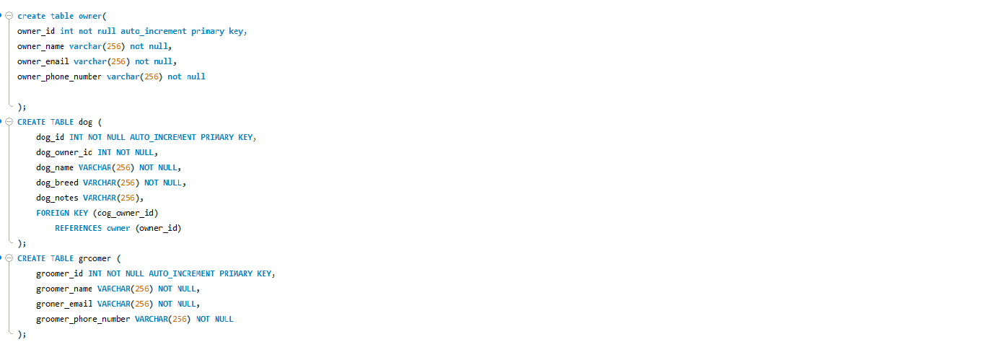 create table owner(
owner_id int not null auto_increment primary key,
owner_name varchar(256) not null,
owner_email varchar(256) not null,
owner_phone_number varchar(256) not null
);
CREATE TABLE dog (
dog_id INT NOT NULL AUTO_INCREMENT PRIMARY KEY,
dog_owner_id INT NOT NULL,
dog_name VARCHAR(256) NOT NULL,
dog_breed VARCHAR(256) NOT NULL,
dog_notes VARCHAR(256),
FOREIGN KEY (dog_owner_id)
REFERENCES owner (owner_id)
);
CREATE TABLE groomer (
groomer_id INT NOT NULL AUTO_INCREMENT PRIMARY KEY,
groomer_name VARCHAR(256) NOT NULL,
gromer_email VARCHAR(256) NOT NULL,
groomer_phone_number VARCHAR(256) NOT NULL
);